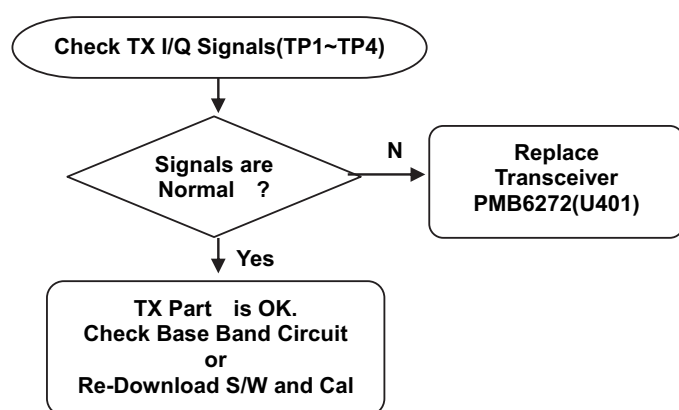 Check TX I/Q Signals(TP1~TP4)
Signals are
Normal ?
N
Replace
Transceiver
PMB6272(U401)
Yes
TX Part is OK.
Check Base Band Circuit
or
Re-Download S/W and Cal